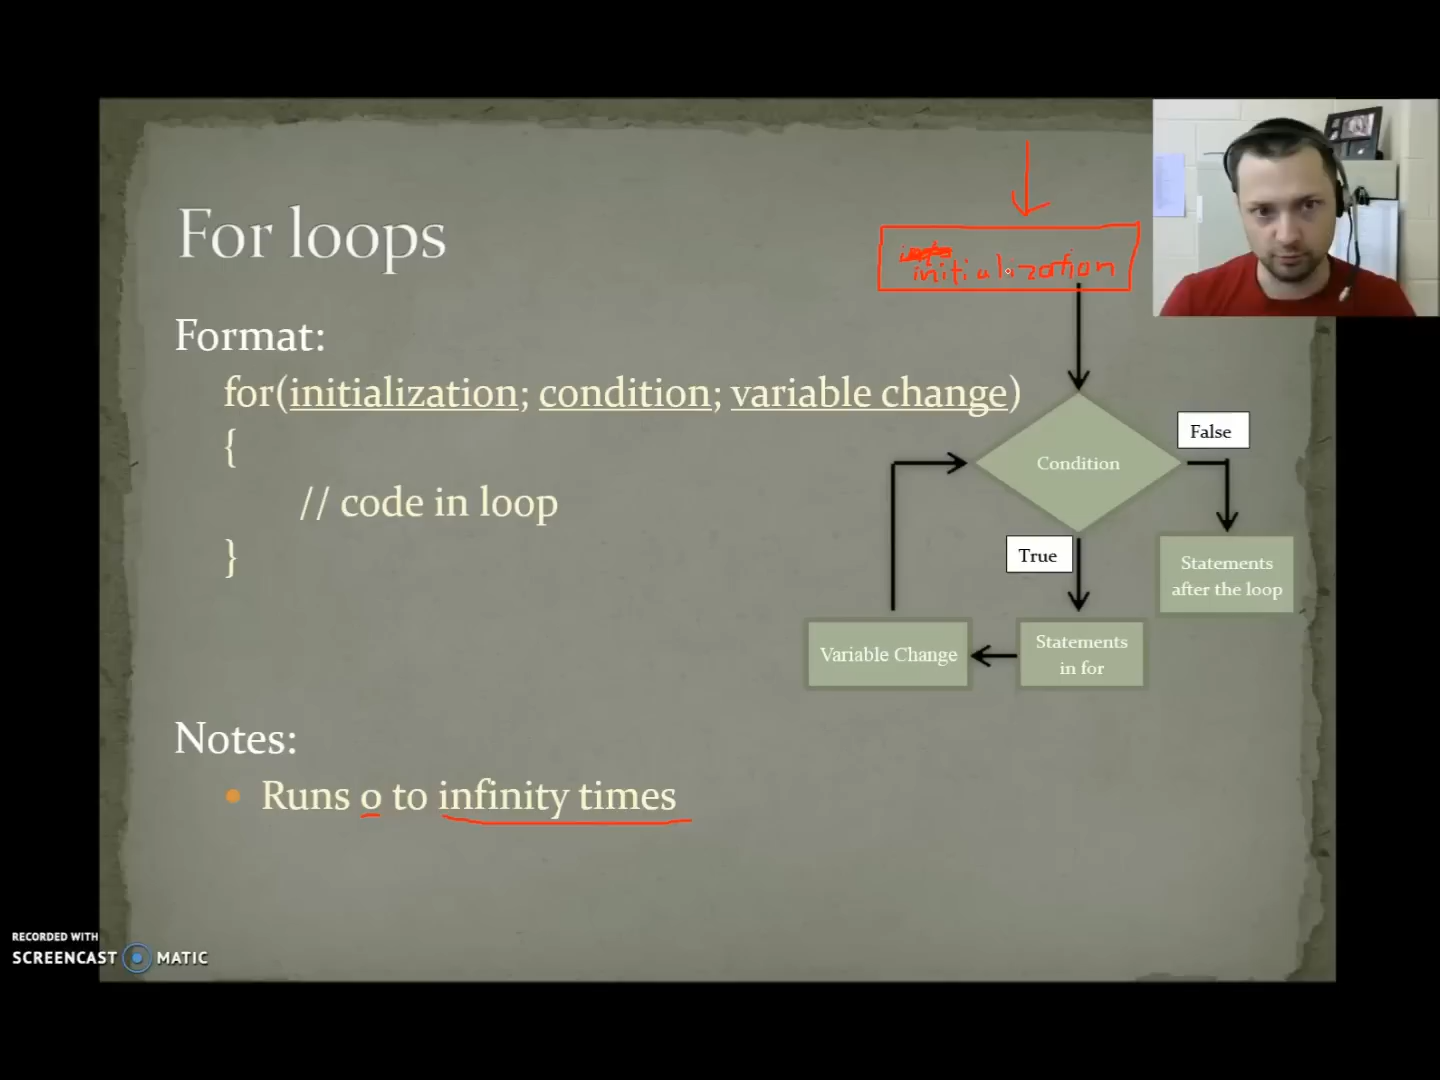 For loops
initialization
Format:
for(initialization; condition; variable change)
{
// code in loop
}
Condition
False
True
Statements
after the loop
Variable Change
Statements
in for
Notes:
• Runs 0 to infinity times
RECORDED WITH
SCREENCAST MATIC